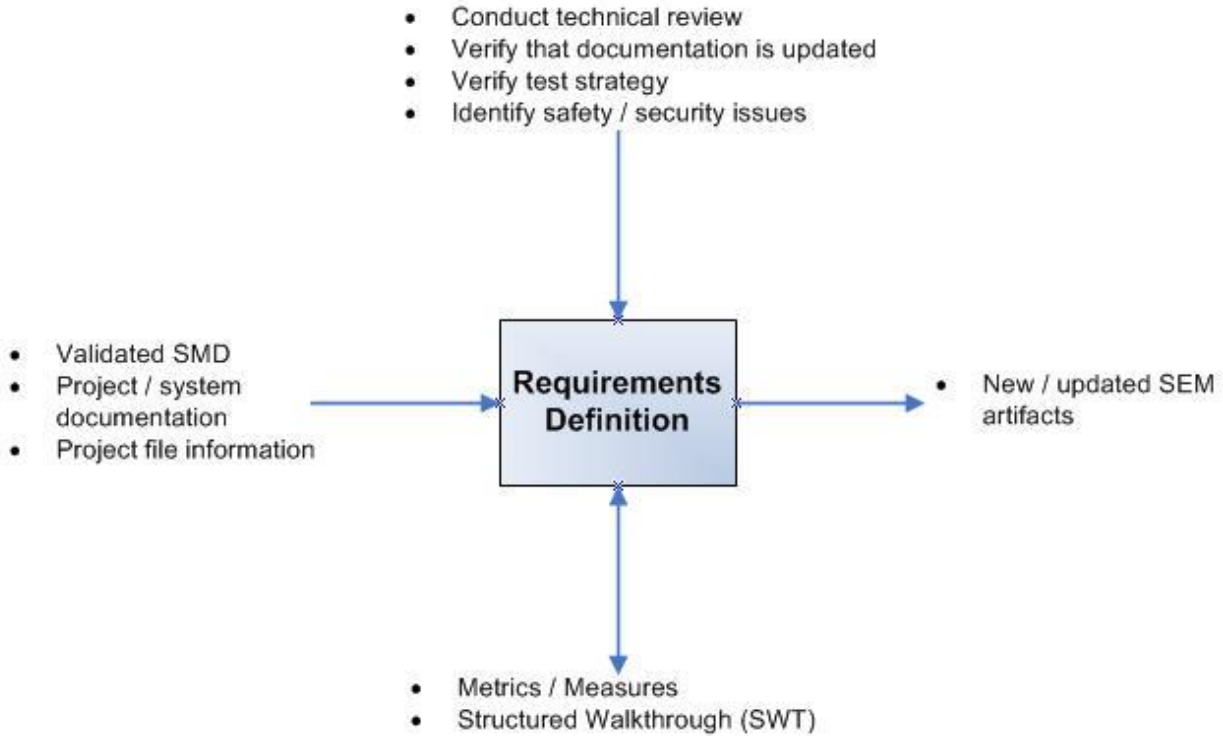 • Conduct technical review
• Verify that documentation is updated
• Verify test strategy
• Identify safety / security issues
• Validated SMD
• Project / system
documentation
• Project file information
Requirements
Definition
• New / updated SEM
artifacts
• Metrics / Measures
• Structured Walkthrough (SWT)